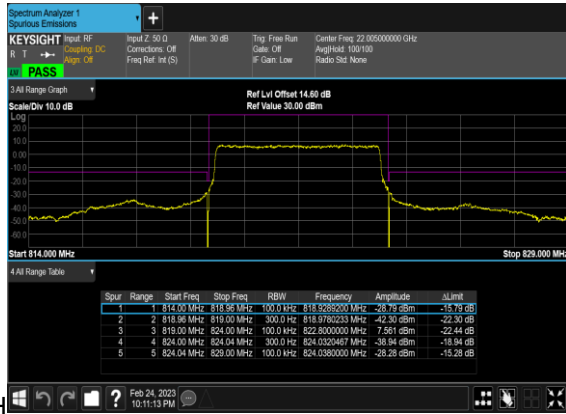 Spectrum Analyzer 1
Spurious Emissions
KEYSIGHT Input: RF Input Z: 50 Ω Atten: 30 dB Trig: Free Run Center Freq: 22.005000000 GHz
R T Coupling: DC Corrections: Off Gate: Off Avg|Hold: 100/100
Align: Off Freq Ref: Int (S) IF Gain: Low Radio Std: None
PASS
3 All Range Graph
Ref Lvl Offset 14.60 dB
Scale/Div 10.0 dB Ref Value 30.00 dBm
Log
20.0
10.0
0.00
-10.0
-20.0
-30.0
-40.0
-50.0
-60.0
Start 814.000 MHz Stop 829.000 MHz
4 All Range Table
Spur Range Start Freq Stop Freq RBW Frequency Amplitude ΔLimit
1 1 814.00 MHz 818.96 MHz 100.0 kHz 818.9289200 MHz -28.79 dBm -15.79 dB
2 2 818.96 MHz 819.00 MHz 300.0 Hz 818.9780233 MHz -42.30 dBm -22.30 dB
3 3 819.00 MHz 824.00 MHz 100.0 kHz 822.8000000 MHz 7.561 dBm -22.44 dB
4 4 824.00 MHz 824.04 MHz 300.0 Hz 824.0320467 MHz -38.94 dBm -18.94 dB
5 5 824.04 MHz 829.00 MHz 100.0 kHz 824.0380000 MHz -28.28 dBm -15.28 dB
Feb 24, 2023
10:11:13 PM